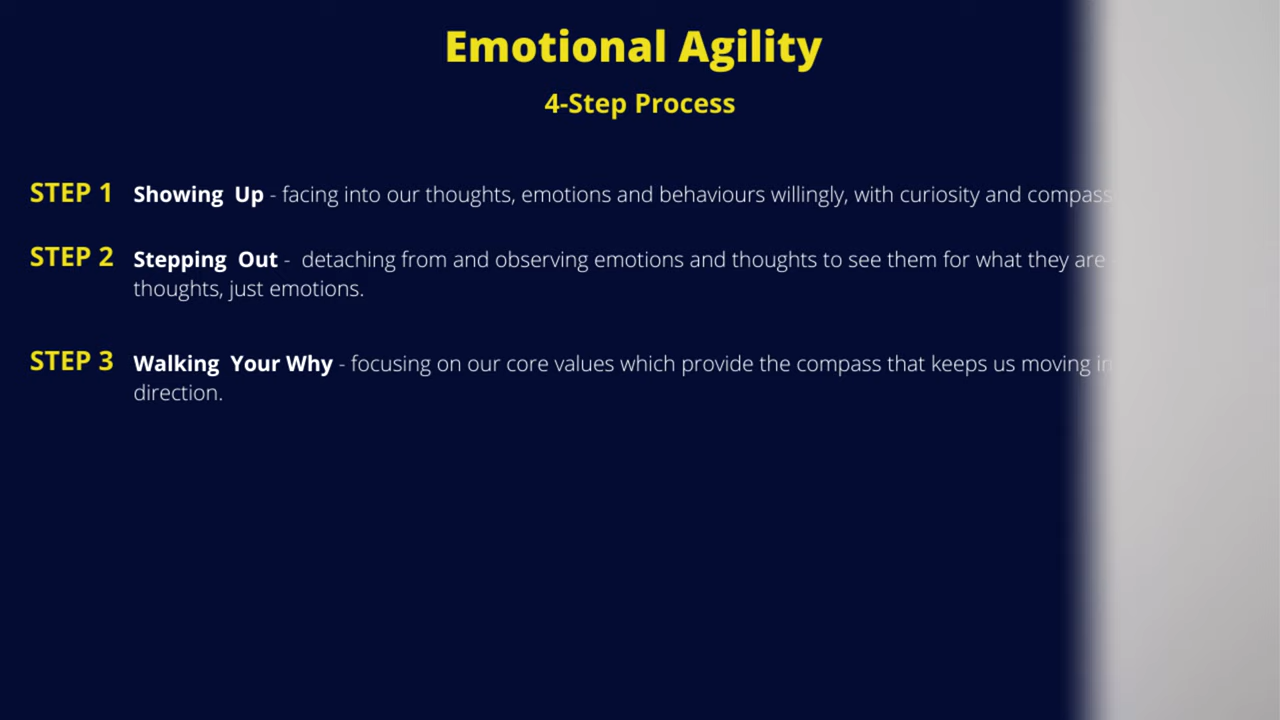 Emotional Agility
4-Step Process
STEP 1 Showing Up - facing into our thoughts, emotions and behaviours willingly, with curiosity and compass
STEP 2 Stepping Out - detaching from and observing emotions and thoughts to see them for what they are -
thoughts, just emotions.
STEP 3 Walking Your Why - focusing on our core values which provide the compass that keeps us moving in
direction.